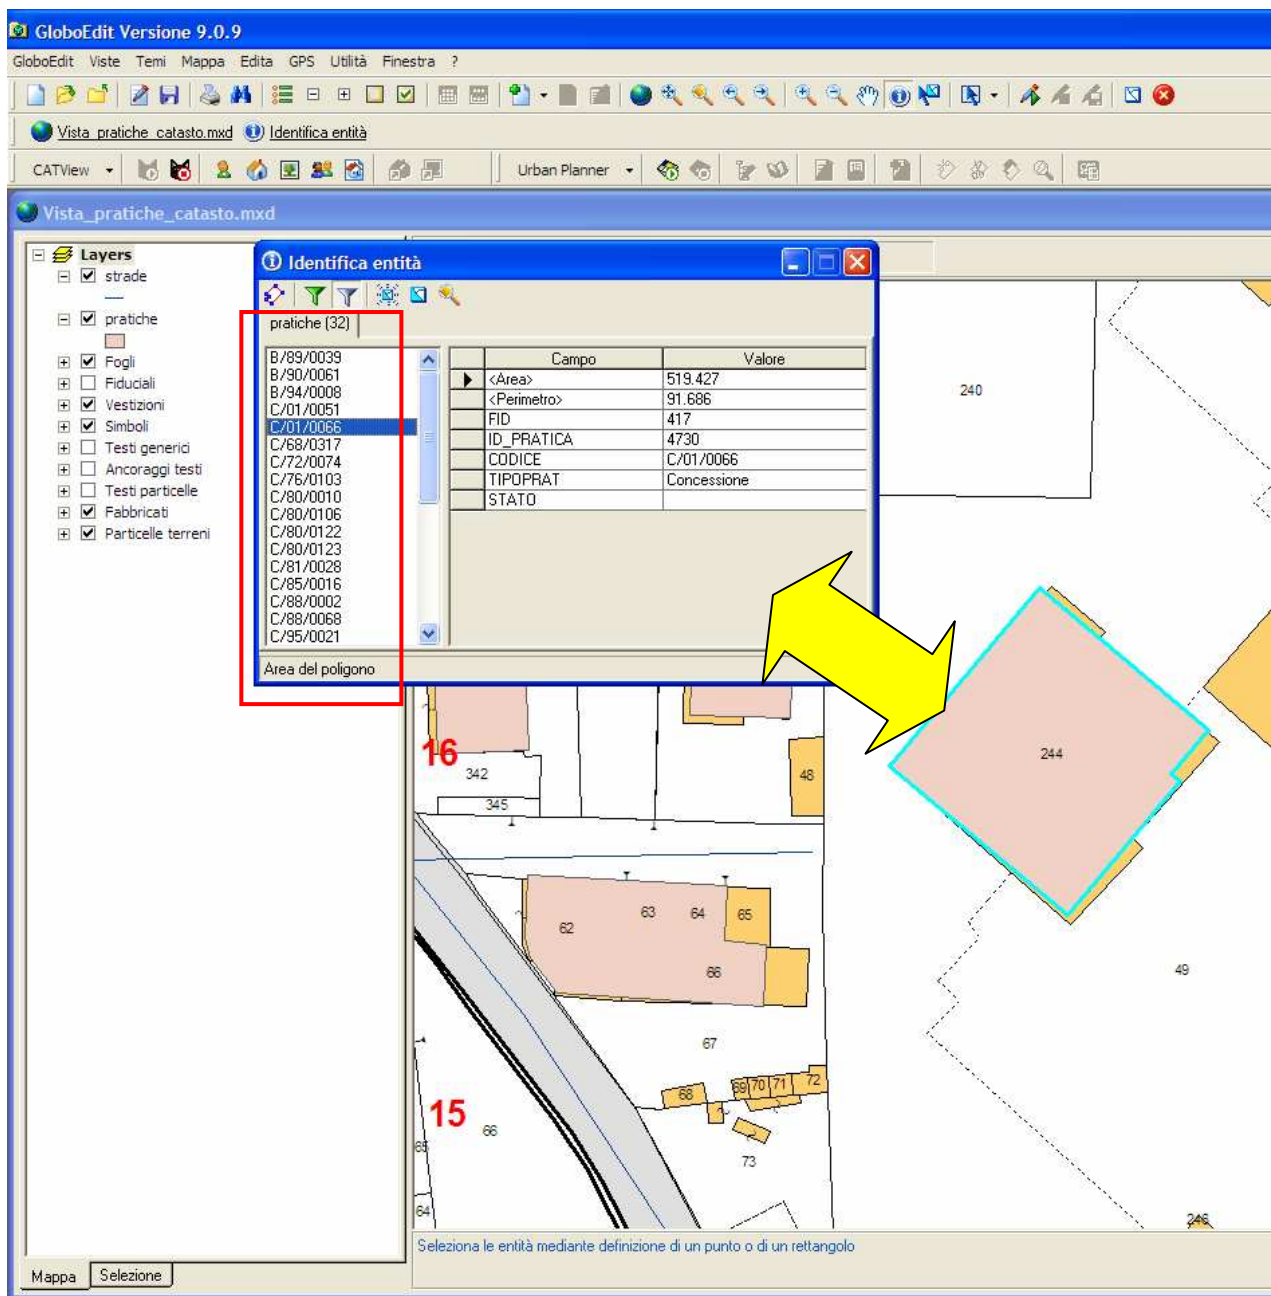 GloboEdit Versione 9.0.9
GloboEdit Viste Temi Mappa Edita GPS Utilità Finestra ?
Vista_pratiche_catasto.mxd Identifica entità
CATView Urban Planner
Vista_pratiche_catasto.mxd
Layers
strade
pratiche
Fogli
Fiduciali
Vestizioni
Simboli
Testi generici
Ancoraggi testi
Testi particelle
Fabbricati
Particelle terreni
Identifica entità
pratiche (32)
B/89/0039
B/90/0061
B/94/0008
C/01/0051
C/01/0066
C/68/0317
C/72/0074
C/76/0103
C/80/0010
C/80/0106
C/80/0122
C/80/0123
C/81/0028
C/85/0016
C/88/0002
C/88/0068
C/95/0021
Campo Valore
<Area> 519.427
<Perimetro> 91.686
FID 417
ID_PRATICA 4730
CODICE C/01/0066
TIPOPRAT Concessione
STATO
Area del poligono
240
244
16
342
48
345
62 63 64 65
66
49
67
68 69 70 71 72
15
66
65
73
64
246
Seleziona le entità mediante definizione di un punto o di un rettangolo
Mappa Selezione